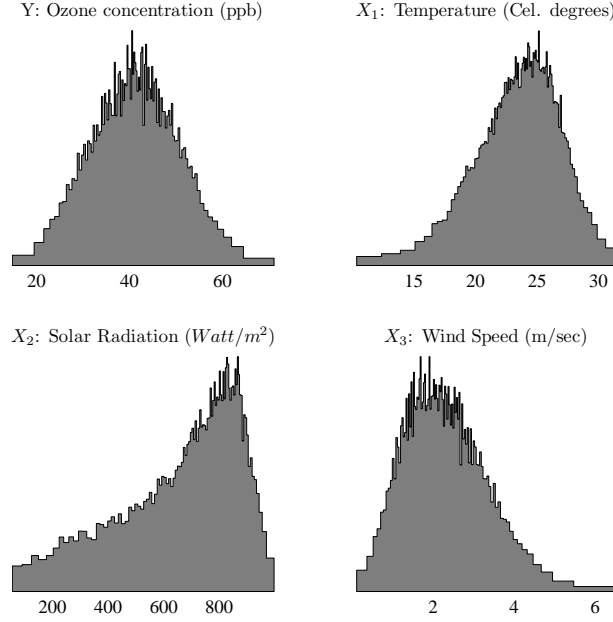 Y: Ozone concentration (ppb)
X₁: Temperature (Cel. degrees)
20 40 60
15 20 25 30
X₂: Solar Radiation (Watt/m²)
X₃: Wind Speed (m/sec)
200 400 600 800
2 4 6